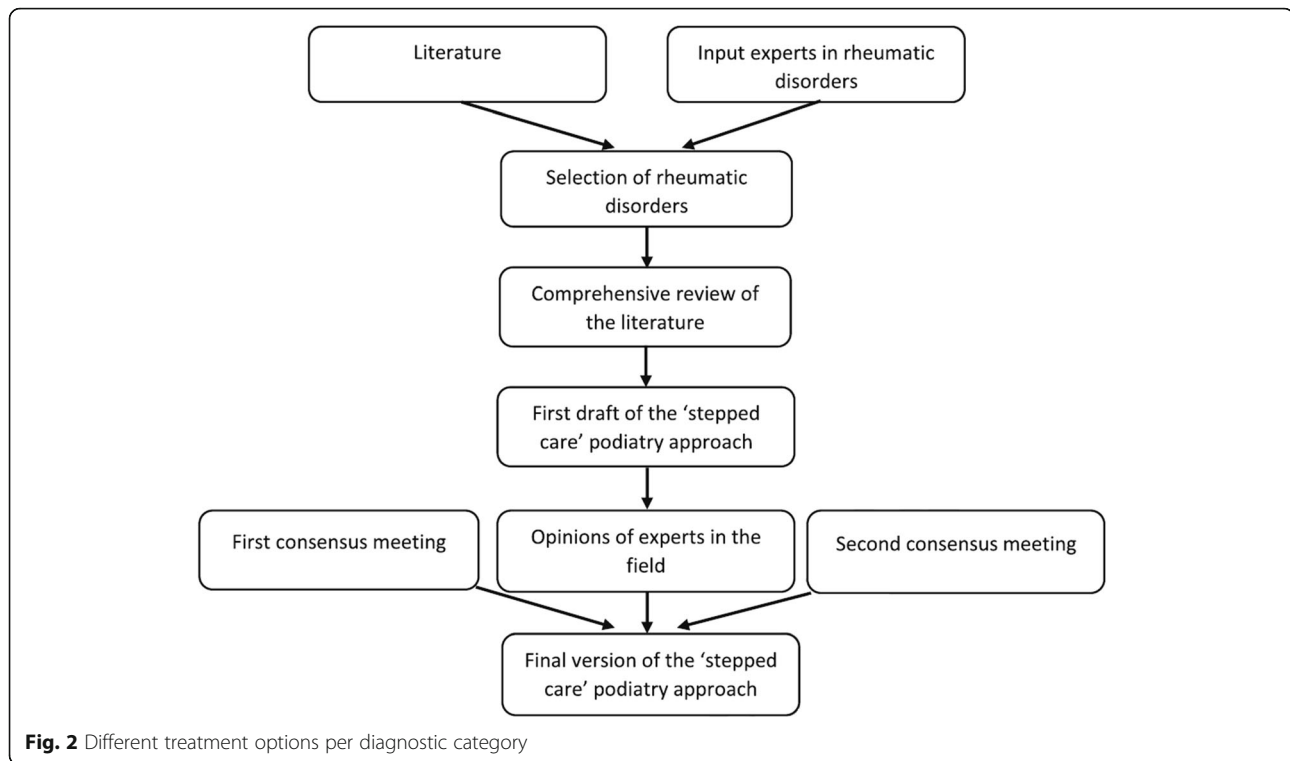 Literature
Input experts in rheumatic
disorders
Selection of rheumatic
disorders
Comprehensive review of
the literature
First draft of the ‘stepped
care’ podiatry approach
First consensus meeting
Opinions of experts in the
field
Second consensus meeting
Final version of the ‘stepped
care’ podiatry approach
Fig. 2 Different treatment options per diagnostic category